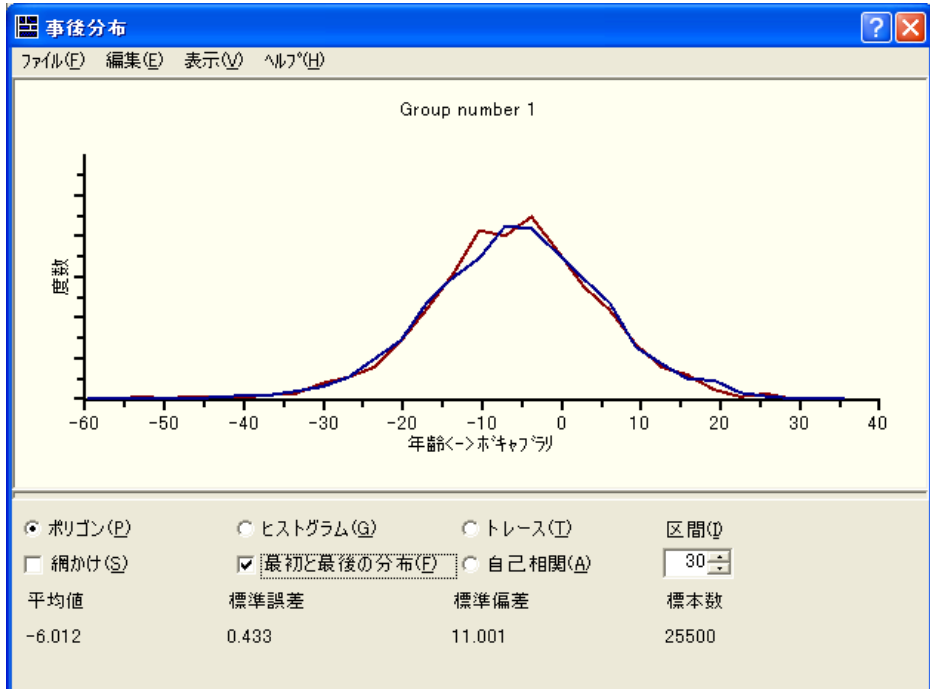 事後分布
ファイル(F) 編集(E) 表示(V) ヘルプ(H)
Group number 1
度数
-60 -50 -40 -30 -20 -10 0 10 20 30 40
年齢<->ボキャブラリ
ポリゴン(P) ヒストグラム(G) トレース(T) 区間(I)
網かけ(S) 最初と最後の分布(F) 自己相関(A) 30
平均値 標準誤差 標準偏差 標本数
-6.012 0.433 11.001 25500